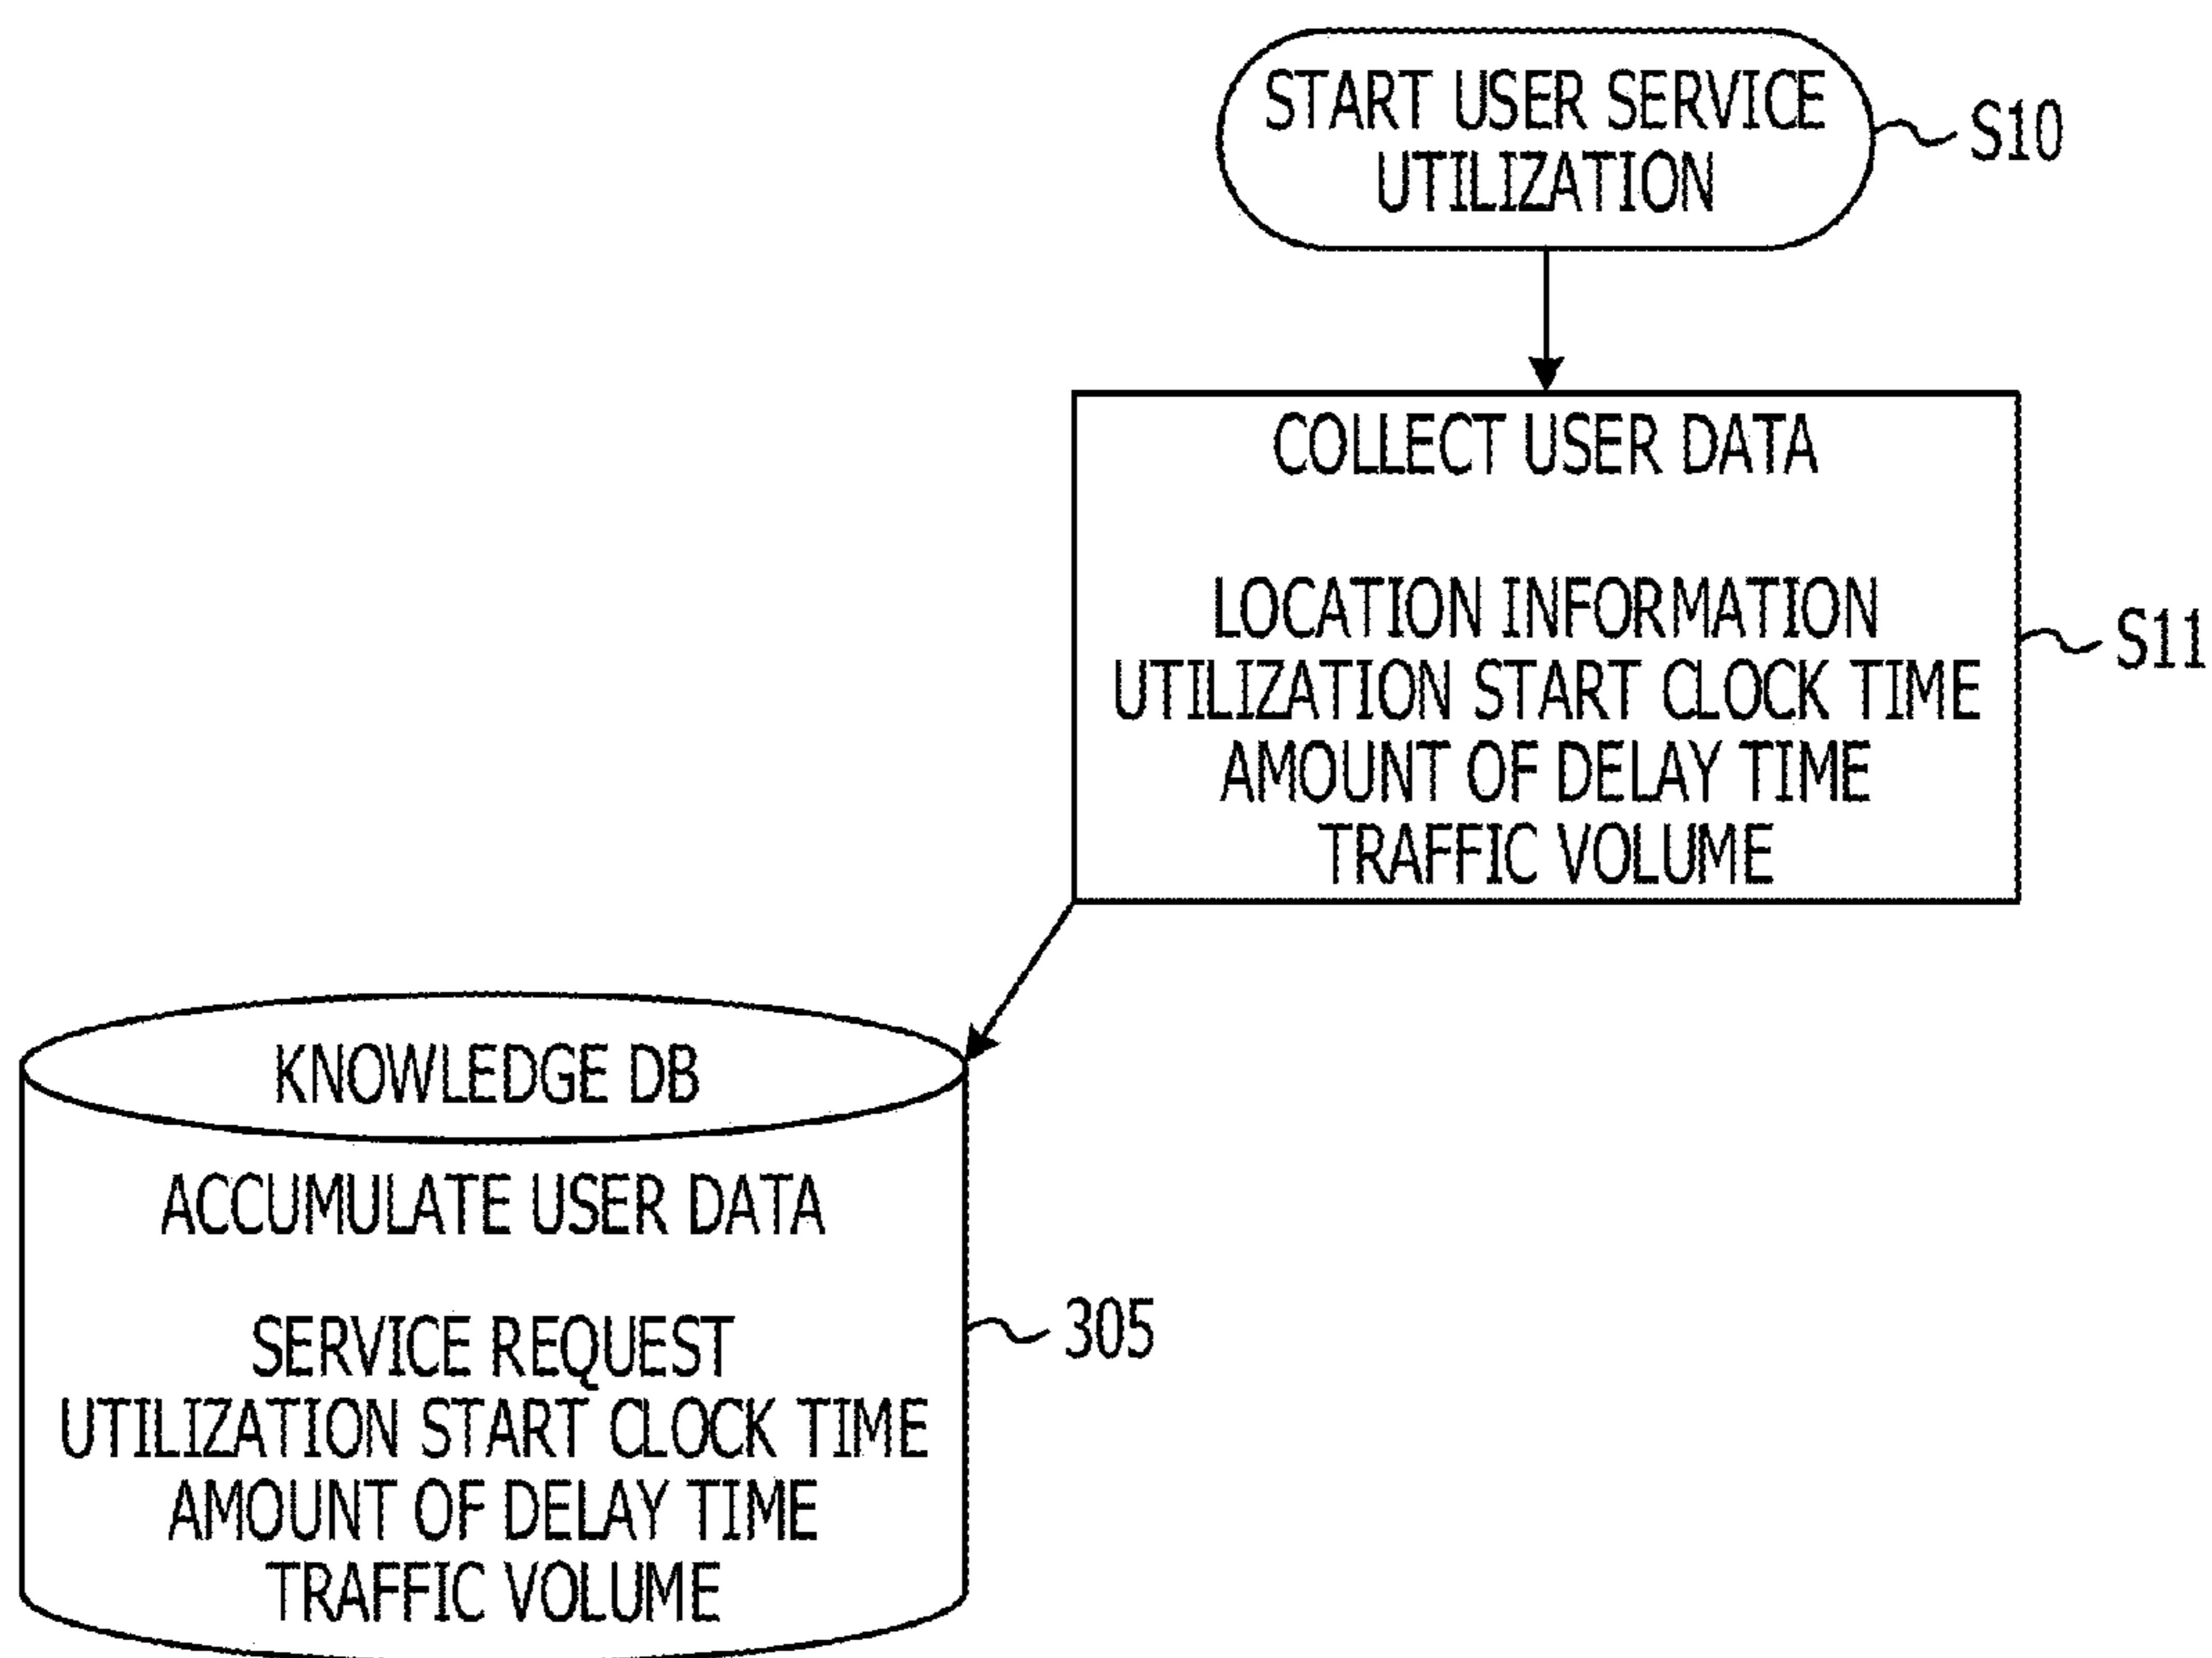 START USER SERVICE
UTILIZATION
S10
COLLECT USER DATA
LOCATION INFORMATION
UTILIZATION START CLOCK TIME
AMOUNT OF DELAY TIME
TRAFFIC VOLUME
S11
KNOWLEDGE DB
ACCUMULATE USER DATA
SERVICE REQUEST
UTILIZATION START CLOCK TIME
AMOUNT OF DELAY TIME
TRAFFIC VOLUME
305